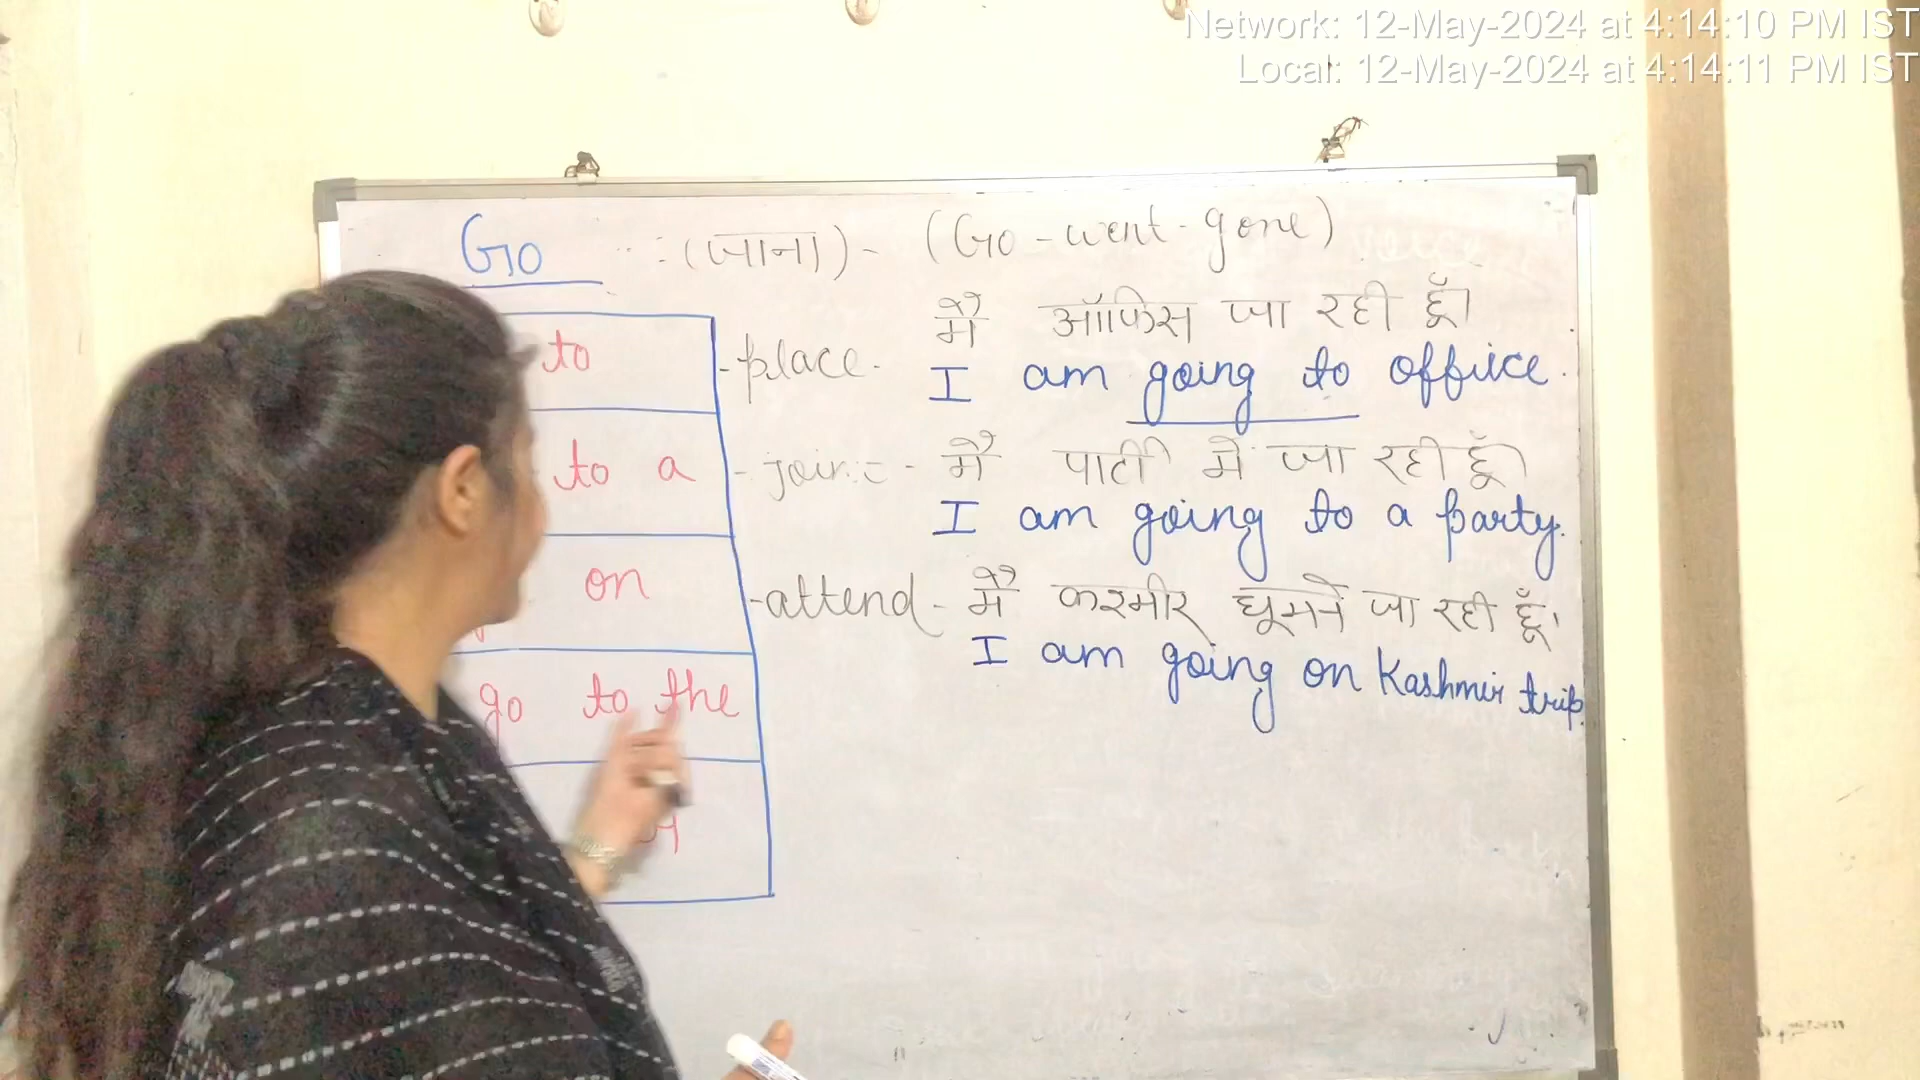 Network: 12-May-2024 at 4:14:10 PM IST
Local: 12-May-2024 at 4:14:11 PM IST
Go (जाना) - (Go - went - gone)
to - place.
मैं ऑफिस जा रही हूँ।
I am going to office.
to a - join - मैं पार्टी में जा रही हूँ
I am going to a party.
on - attend - मैं कश्मीर घूमने जा रही हूँ।
I am going on Kashmir trip.
go to the